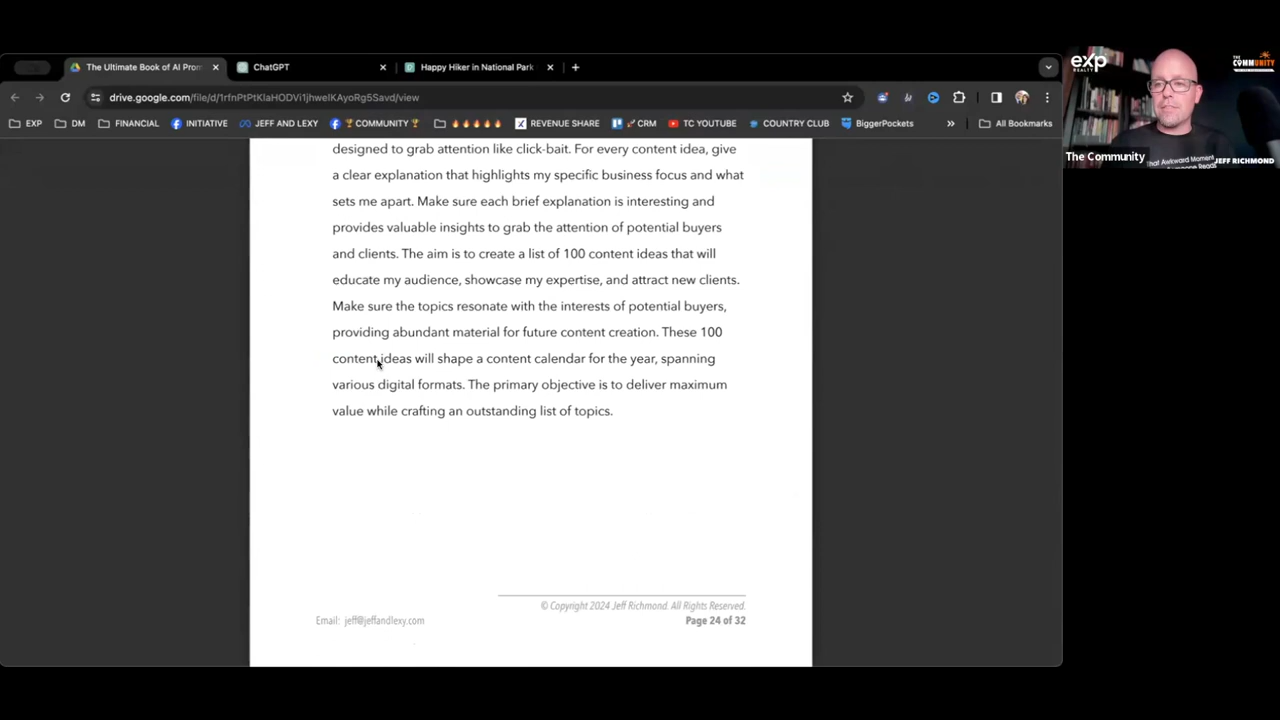 The Ultimate Book of AI Prom
ChatGPT
Happy Hiker in National Park
drive.google.com/file/d/1rfnPtPtKIaHODVi1jhwelKAyoRg5Savd/view
EXP
DM
FINANCIAL
INITIATIVE
JEFF AND LEXY
COMMUNITY
REVENUE SHARE
CRM
TC YOUTUBE
COUNTRY CLUB
BiggerPockets
»
All Bookmarks
designed to grab attention like click-bait. For every content idea, give
a clear explanation that highlights my specific business focus and what
sets me apart. Make sure each brief explanation is interesting and
provides valuable insights to grab the attention of potential buyers
and clients. The aim is to create a list of 100 content ideas that will
educate my audience, showcase my expertise, and attract new clients.
Make sure the topics resonate with the interests of potential buyers,
providing abundant material for future content creation. These 100
content ideas will shape a content calendar for the year, spanning
various digital formats. The primary objective is to deliver maximum
value while crafting an outstanding list of topics.
© Copyright 2024 Jeff Richmond. All Rights Reserved.
Email: jeff@jeffandlexy.com
Page 24 of 32
exp
REALTY
THE
COMMUNITY
The Community
That Awkward Moment
JEFF RICHMOND